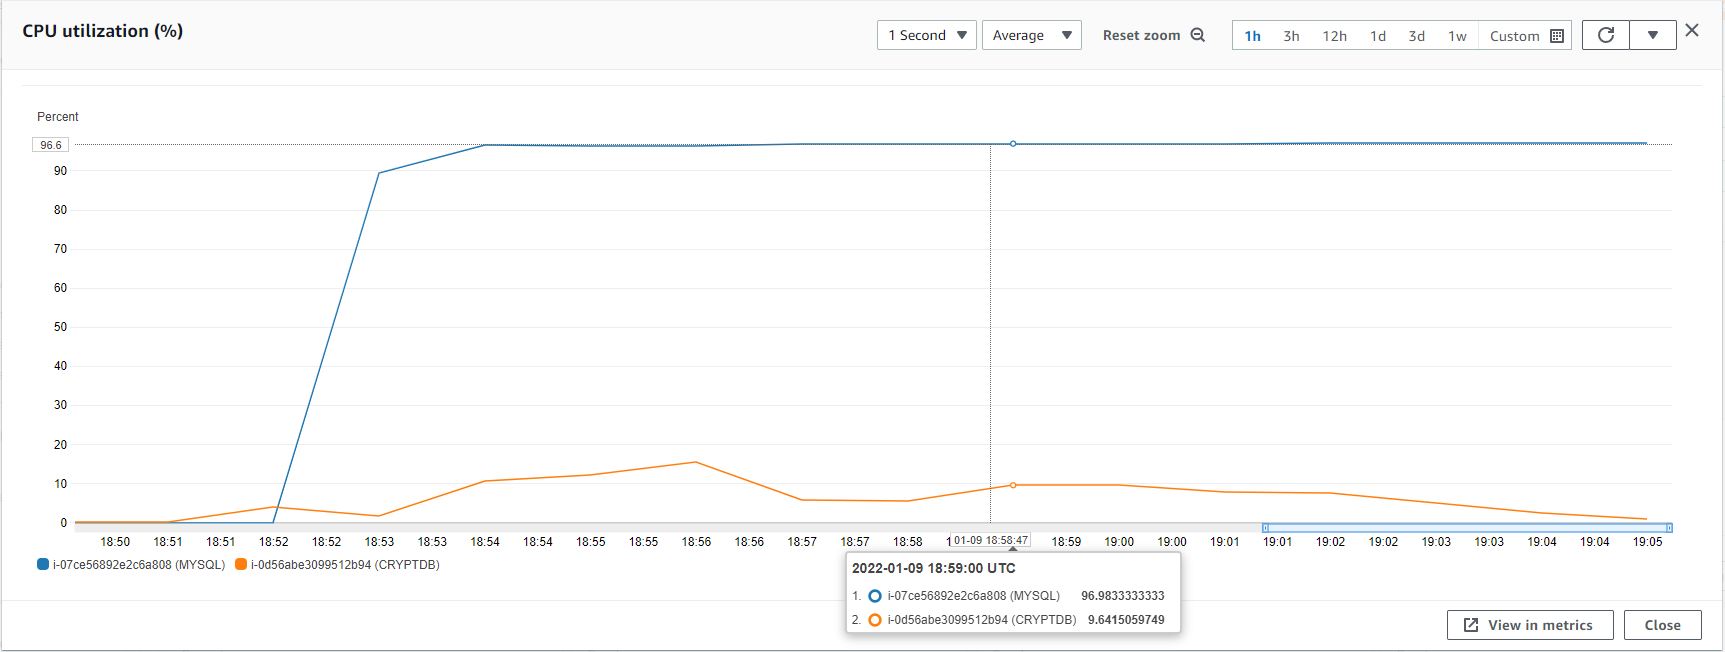 CPU utilization (%)
1 Second
Average
Reset zoom
1h 3h 12h 1d 3d 1w Custom
Percent
96.6
90
80
70
60
50
40
30
20
10
0
18:50 18:51 18:51 18:52 18:52 18:53 18:53 18:54 18:54 18:55 18:55 18:56 18:56 18:57 18:57 18:58 01-09 18:58:47 18:59 19:00 19:00 19:01 19:01 19:02 19:02 19:03 19:03 19:04 19:04 19:05
i-07ce56892e2c6a808 (MYSQL) i-0d56abe3099512b94 (CRYPTDB)
2022-01-09 18:59:00 UTC
1. i-07ce56892e2c6a808 (MYSQL) 96.9833333333
2. i-0d56abe3099512b94 (CRYPTDB) 9.6415059749
View in metrics
Close